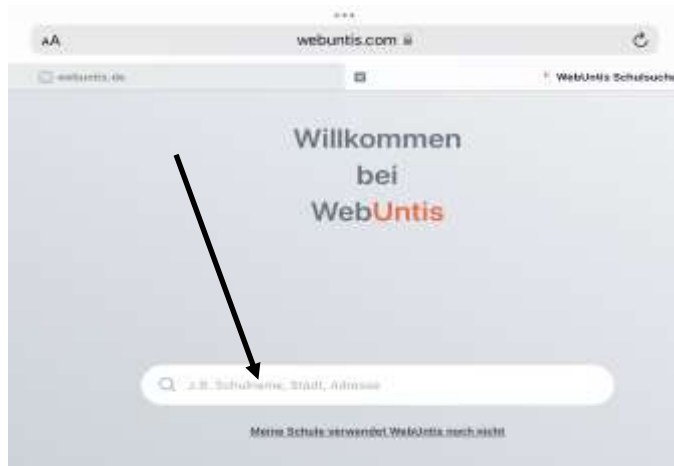 AA
webuntis.com
webuntis.de
WebUntis Schulsuche
Willkommen
bei
WebUntis
z.B. Schulname, Stadt, Adresse
Meine Schule verwendet WebUntis noch nicht